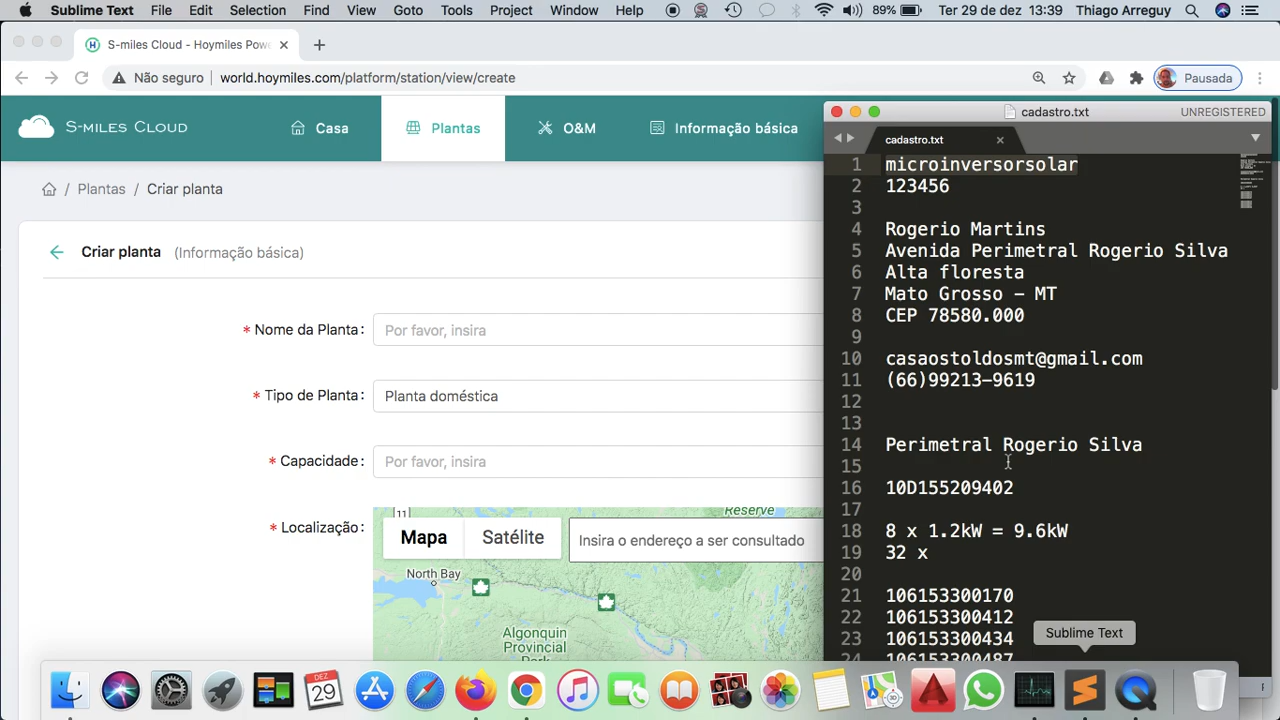 Sublime Text File Edit Selection Find View Goto Tools Project Window Help 89% Ter 29 de dez 13:39 Thiago Arreguy
S-miles Cloud - Hoymiles Pow
Não seguro world.hoymiles.com/platform/station/view/create Pausada
S-MILES CLOUD Casa Plantas O&M Informação básica
/ Plantas / Criar planta
Criar planta (Informação básica)
* Nome da Planta: Por favor, insira
* Tipo de Planta: Planta doméstica
* Capacidade: Por favor, insira
* Localização:
Reserve
11
Mapa Satélite Insira o endereço a ser consultado
North Bay
Algonquin
Provincial
Park
cadastro.txt UNREGISTERED
cadastro.txt
1 microinversorsolar
2 123456
3
4 Rogerio Martins
5 Avenida Perimetral Rogerio Silva
6 Alta floresta
7 Mato Grosso – MT
8 CEP 78580.000
9
10 casaostoldosmt@gmail.com
11 (66)99213-9619
12
13
14 Perimetral Rogerio Silva
15
16 10D155209402
17
18 8 x 1.2kW = 9.6kW
19 32 x
20
21 106153300170
22 106153300412
23 106153300434
24 106153300487
Sublime Text
DEZ
29